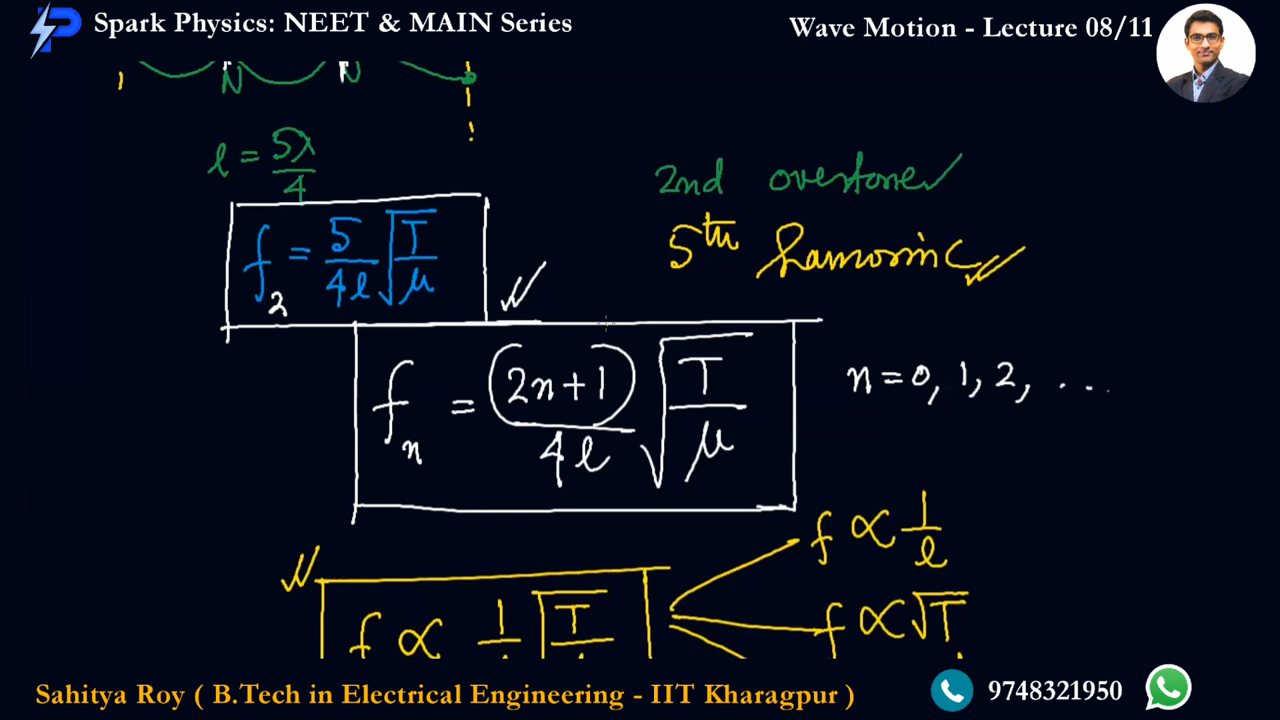 Spark Physics: NEET & MAIN Series
Wave Motion - Lecture 08/11
N N
l = 5λ/4
2nd overtone
f₂ = 5/4l √T/μ
5th harmonic
fₙ = (2n+1)/4l √T/μ
n = 0, 1, 2, ....
f ∝ 1/l
f ∝ 1 √T
f ∝ √T
Sahitya Roy ( B.Tech in Electrical Engineering - IIT Kharagpur )
9748321950